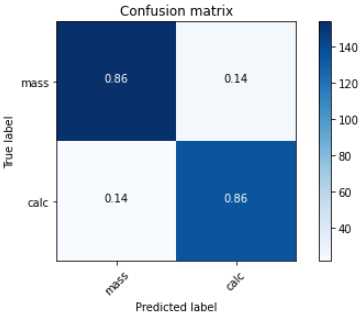 Confusion matrix
mass
0.86
0.14
calc
0.14
0.86
mass
calc
True label
Predicted label
140
120
100
80
60
40